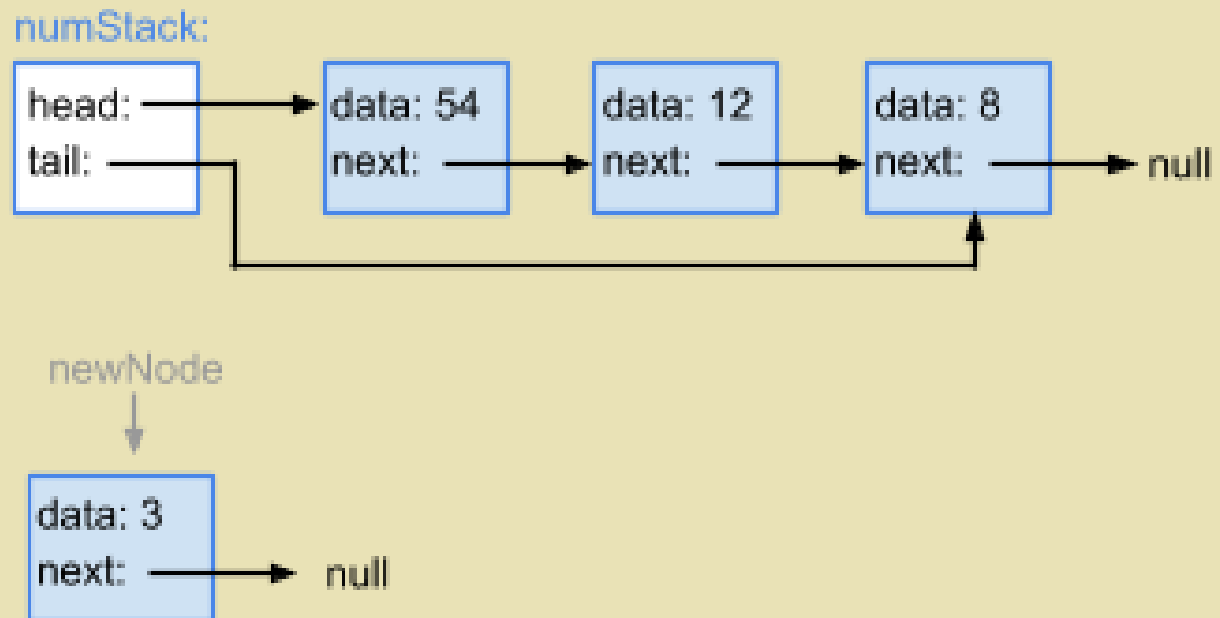 numStack:
head: data: 54 data: 12 data: 8
tail: next: next: next: null
newNode
data: 3
next: null